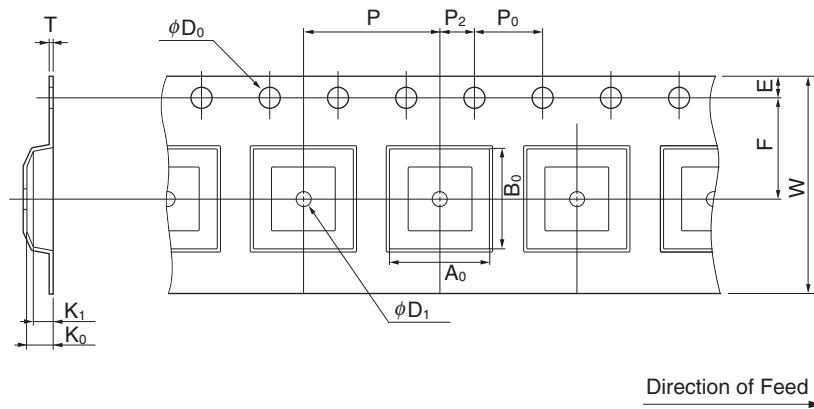 T
φD0
P
P2
P0
E
F
W
B0
A0
φD1
K1
K0
Direction of Feed